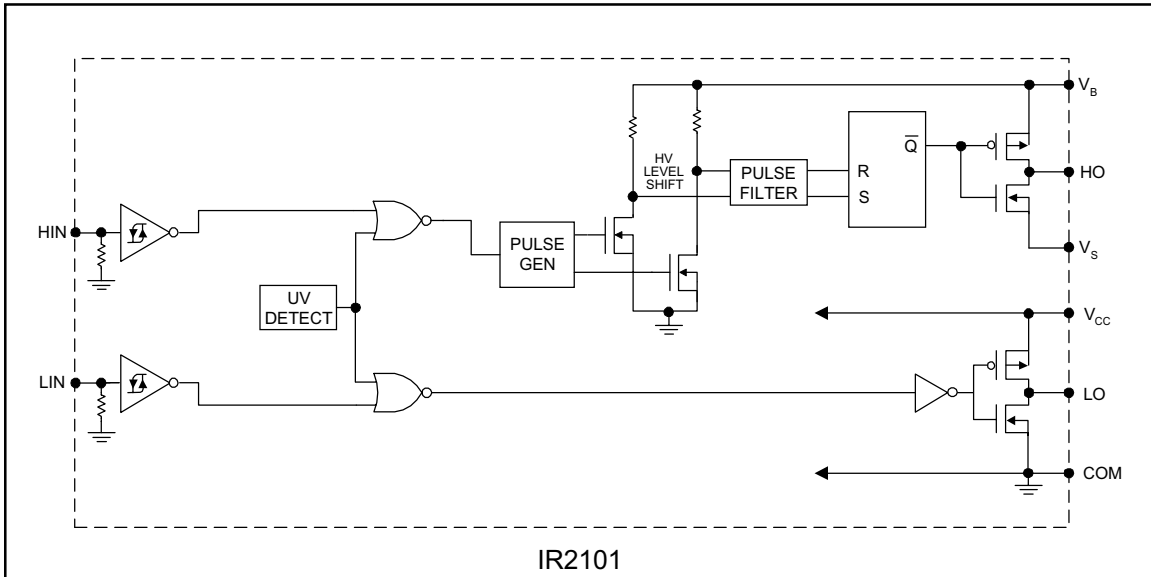 V_B
HV
LEVEL
SHIFT
PULSE
FILTER
R
S
Q̅
HO
HIN
PULSE
GEN
V_S
UV
DETECT
V_CC
LIN
LO
COM
IR2101